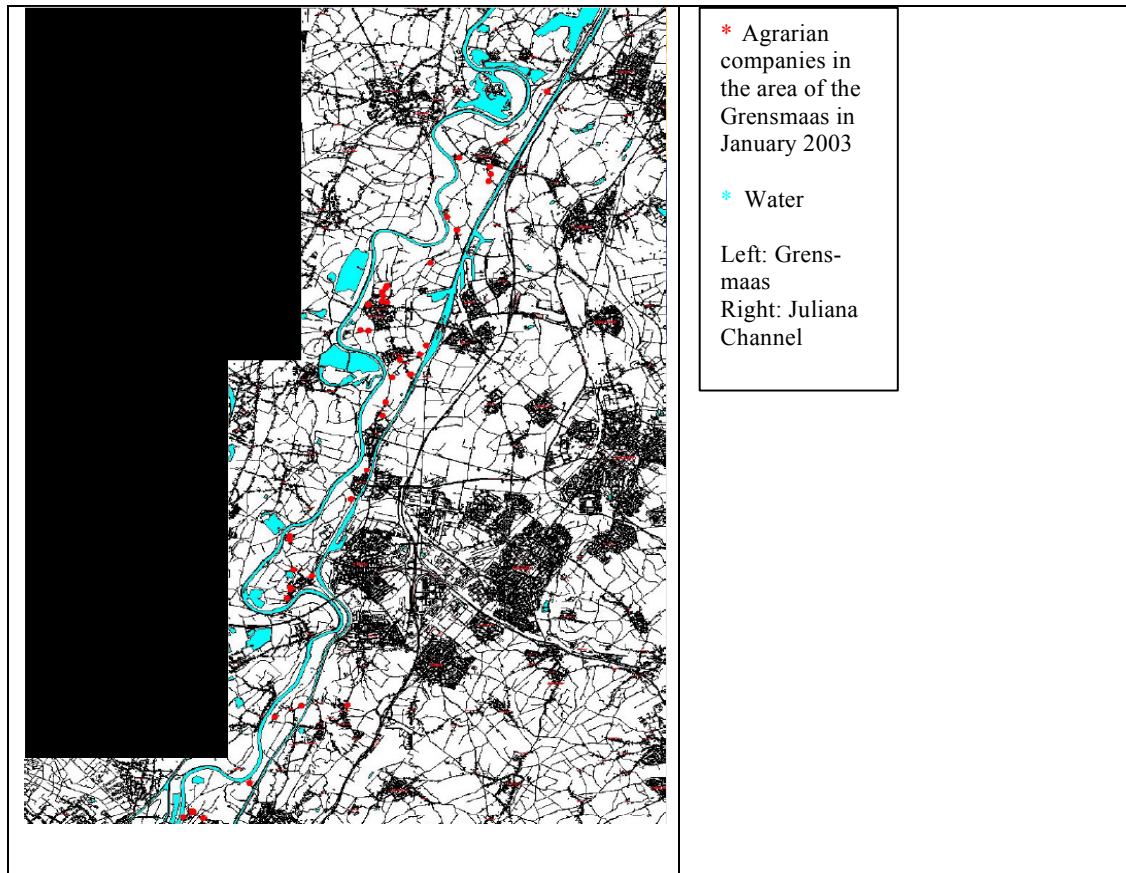 * Agrarian
companies in
the area of the
Grensmaas in
January 2003
* Water
Left: Grens-
maas
Right: Juliana
Channel